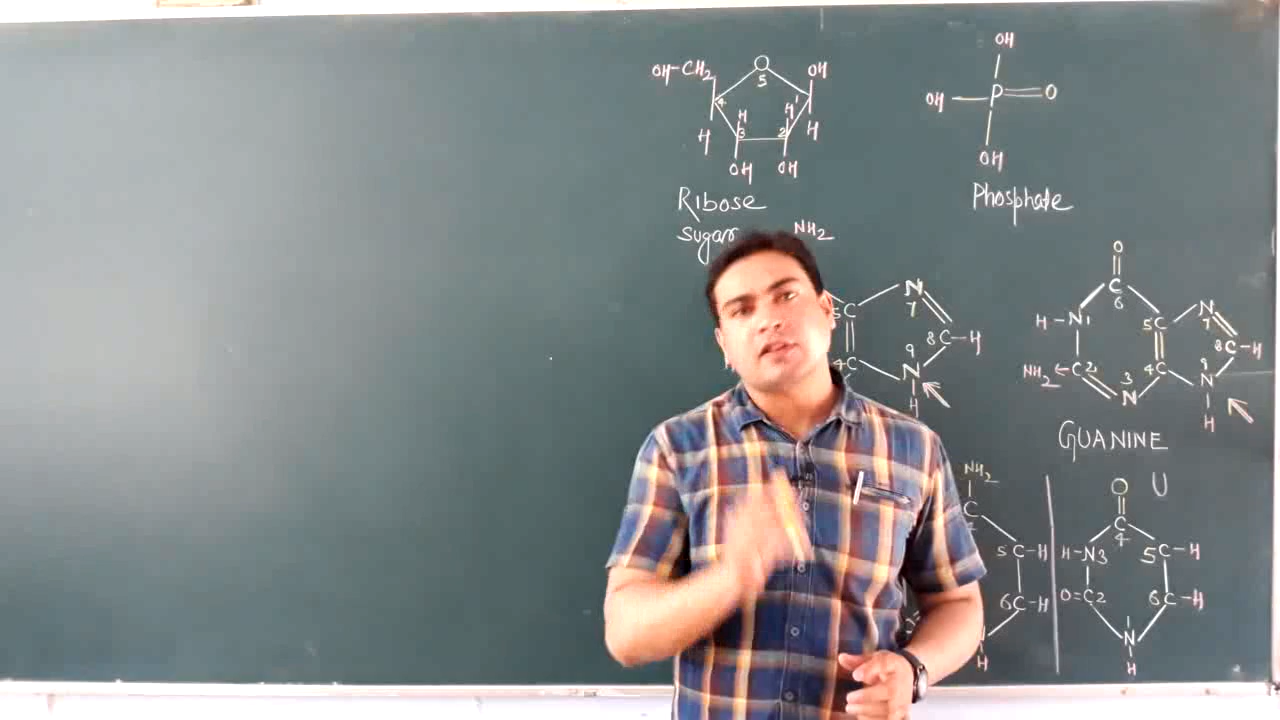 OH-CH2
O
5
OH
4
1
H
H
3
H
2
H
OH
OH
Ribose
sugar
OH
OH
P
O
OH
Phosphate
NH2
5C
N
7
8C-H
4C
9
N
H
O
C
6
H-N1
5C
N
7
8
C-H
NH2
C2
3
N
4C
9
N
H
GUANINE
U
NH2
C
5C-H
6C-H
N
H
O
C
4
H-N3
5C-H
O=C2
6C-H
1
N
H